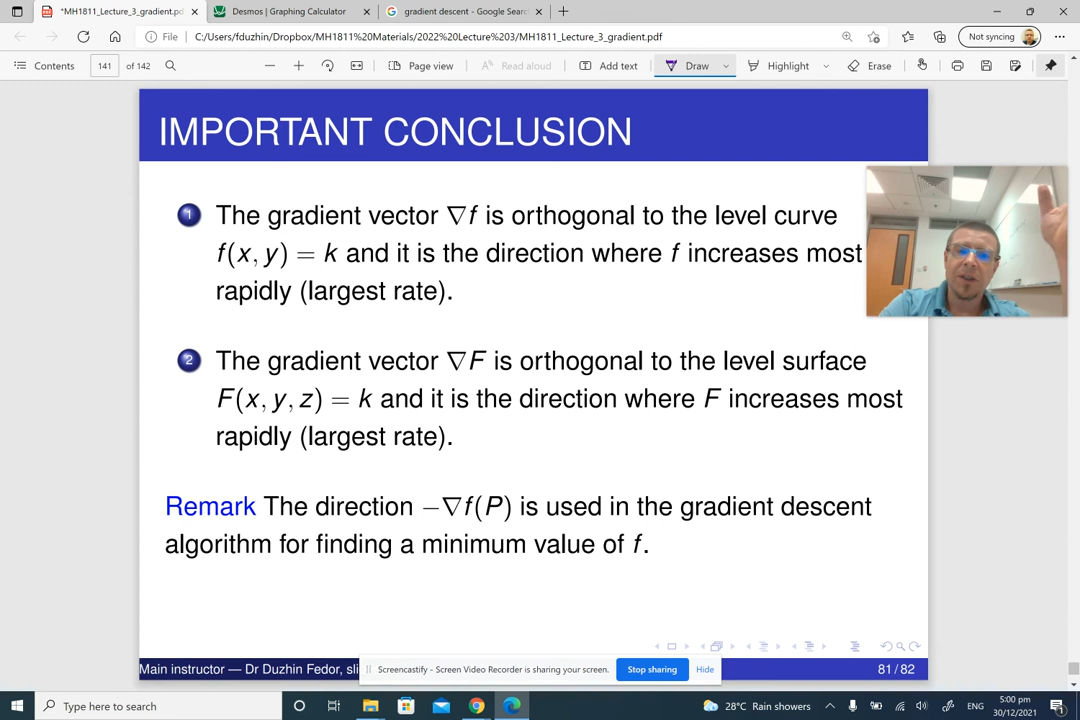 *MH1811_Lecture_3_gradient.pd
Desmos | Graphing Calculator
gradient descent - Google Searc
File
C:/Users/fduzhin/Dropbox/MH1811%20Materials/2022%20Lecture%203/MH1811_Lecture_3_gradient.pdf
Not syncing
Contents
141 of 142
Page view
Read aloud
Add text
Draw
Highlight
Erase
IMPORTANT CONCLUSION
1 The gradient vector ∇f is orthogonal to the level curve
f(x, y) = k and it is the direction where f increases most
rapidly (largest rate).
2 The gradient vector ∇F is orthogonal to the level surface
F(x, y, z) = k and it is the direction where F increases most
rapidly (largest rate).
Remark The direction −∇f(P) is used in the gradient descent
algorithm for finding a minimum value of f.
Main instructor — Dr Duzhin Fedor, sli
81 / 82
Screencastify - Screen Video Recorder is sharing your screen.
Stop sharing
Hide
Type here to search
28°C Rain showers
ENG
5:00 pm
30/12/2021